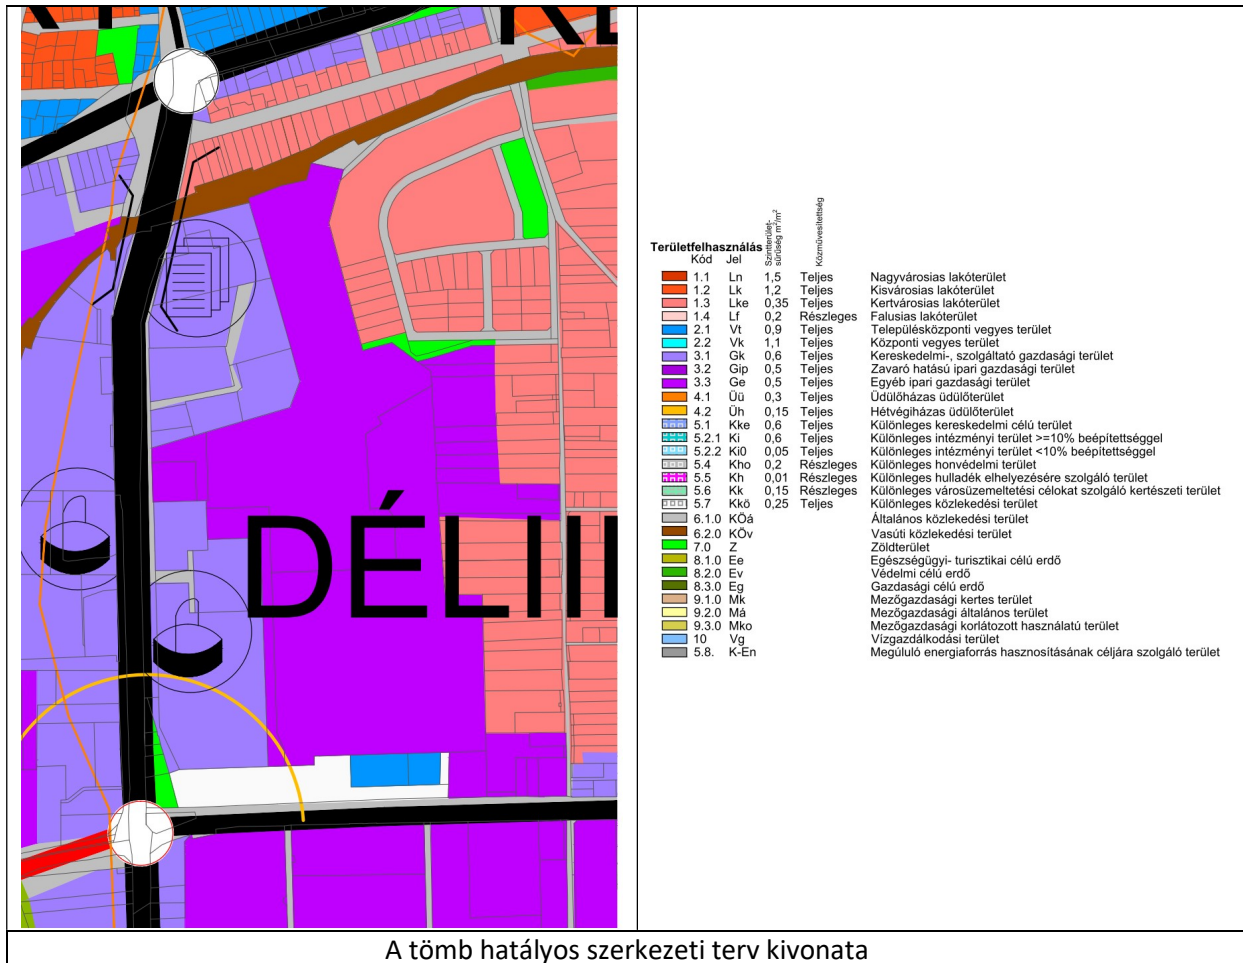 DÉLIII
Területfelhasználás
Kód Jel Szintterület-sűrűség m²/m² Közművesítettség
1.1 Ln 1,5 Teljes Nagyvárosias lakóterület
1.2 Lk 1,2 Teljes Kisvárosias lakóterület
1.3 Lke 0,35 Teljes Kertvárosias lakóterület
1.4 Lf 0,2 Részleges Falusias lakóterület
2.1 Vt 0,9 Teljes Településközponti vegyes terület
2.2 Vk 1,1 Teljes Központi vegyes terület
3.1 Gk 0,6 Teljes Kereskedelmi-, szolgáltató gazdasági terület
3.2 Gip 0,5 Teljes Zavaró hatású ipari gazdasági terület
3.3 Ge 0,5 Teljes Egyéb ipari gazdasági terület
4.1 Üü 0,3 Teljes Üdülőházas üdülőterület
4.2 Üh 0,15 Teljes Hétvégiházas üdülőterület
5.1 Kke 0,6 Teljes Különleges kereskedelmi célú terület
5.2.1 Ki 0,6 Teljes Különleges intézményi terület >=10% beépítettséggel
5.2.2 Ki0 0,05 Teljes Különleges intézményi terület <10% beépítettséggel
5.4 Kho 0,2 Részleges Különleges honvédelmi terület
5.5 Kh 0,01 Részleges Különleges hulladék elhelyezésére szolgáló terület
5.6 Kk 0,15 Részleges Különleges városüzemeltetési célokat szolgáló kertészeti terület
5.7 Kkö 0,25 Teljes Különleges közlekedési terület
6.1.0 KÖá Általános közlekedési terület
6.2.0 KÖv Vasúti közlekedési terület
7.0 Z Zöldterület
8.1.0 Ee Egészségügyi- turisztikai célú erdő
8.2.0 Ev Védelmi célú erdő
8.3.0 Eg Gazdasági célú erdő
9.1.0 Mk Mezőgazdasági kertes terület
9.2.0 Má Mezőgazdasági általános terület
9.3.0 Mko Mezőgazdasági korlátozott használatú terület
10 Vg Vízgazdálkodási terület
5.8. K-En Megúluló energiaforrás hasznosításának céljára szolgáló terület
A tömb hatályos szerkezeti terv kivonata